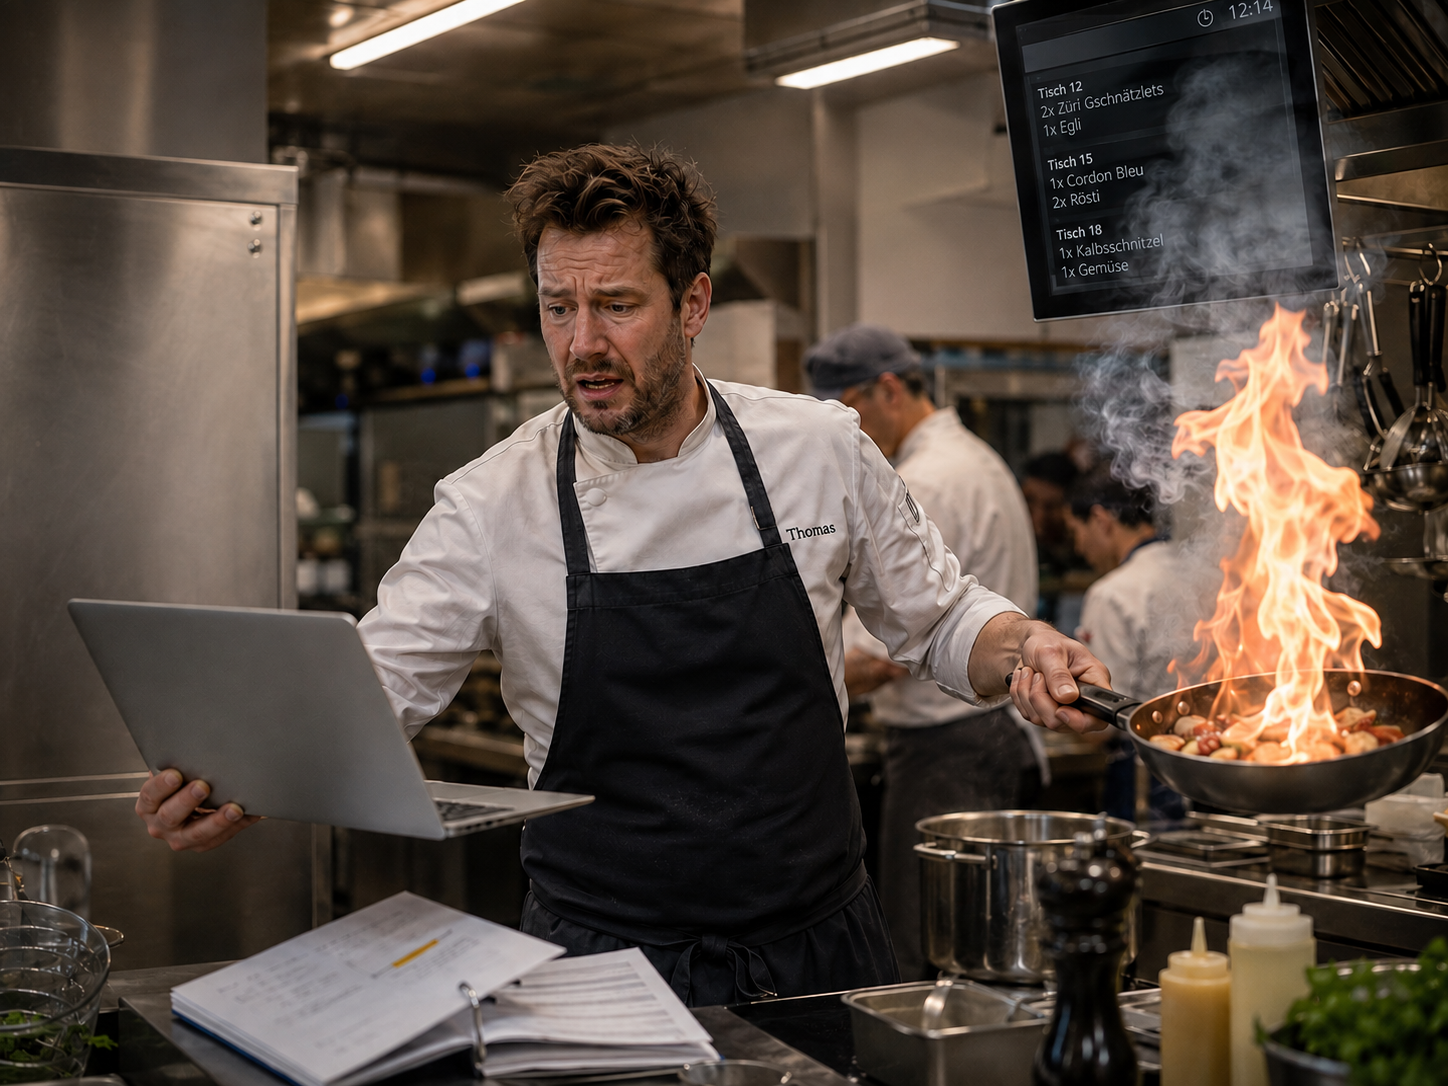 12:14
Tisch 12
2x Züri Gschnätzlets
1x Egli
Tisch 15
1x Cordon Bleu
2x Rösti
Tisch 18
1x Kalbsschnitzel
1x Gemüse
Thomas